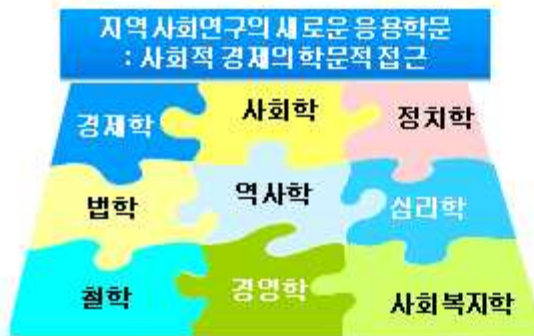 지역사회연구의 새로운 응용학문
: 사회적 경제의 학문적 접근
경제학 사회학 정치학
법학 역사학 심리학
철학 경영학 사회복지학